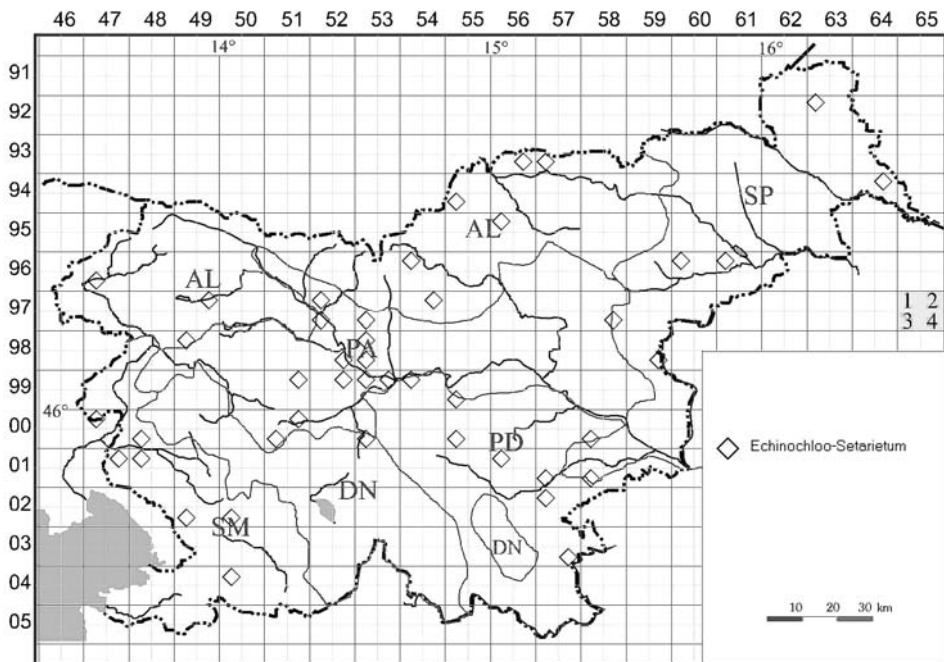 46 47 48 49 50 51 52 53 54 55 56 57 58 59 60 61 62 63 64 65
14° 15° 16°
91
92
93
94
SP
AL
95
96
AL
97
1 2
3 4
98
PA
99
46°
00
Echinochloo-Setarietum
PD
01
DN
02
SM
03
DN
04
10 20 30 km
05